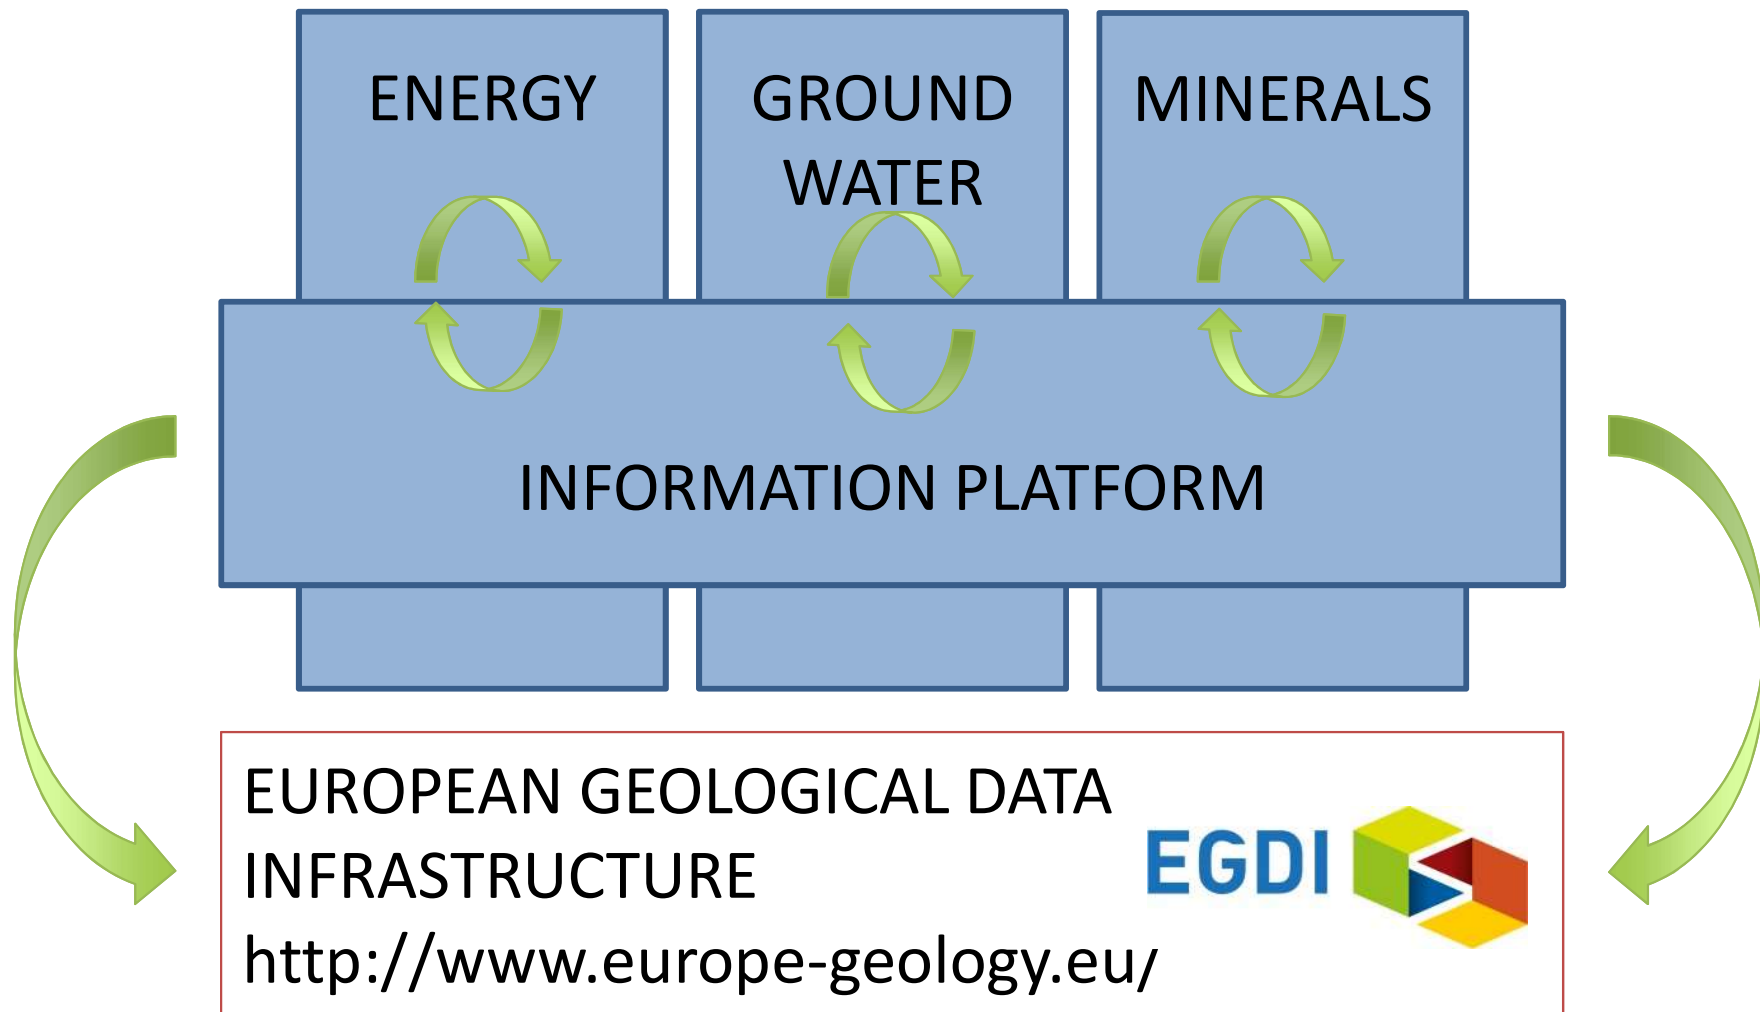 ENERGY
GROUND
WATER
MINERALS
INFORMATION PLATFORM
EUROPEAN GEOLOGICAL DATA
INFRASTRUCTURE
http://www.europe-geology.eu/
EGDI